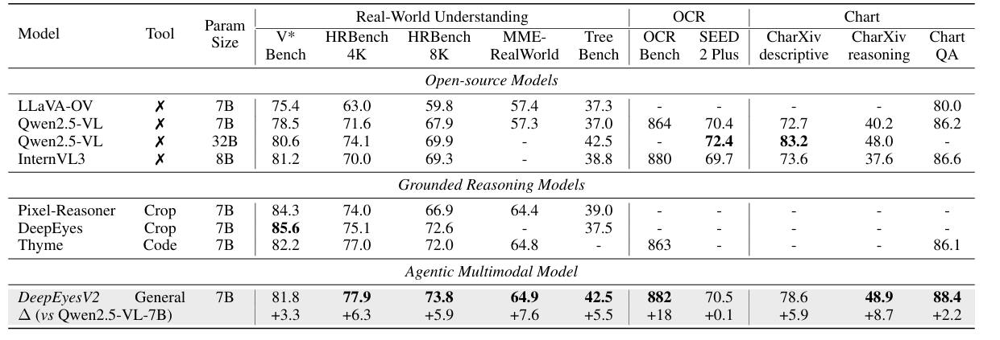 Model Tool Param Size Real-World Understanding OCR Chart
V* Bench HRBench 4K HRBench 8K MME-RealWorld Tree Bench OCR Bench SEED 2 Plus CharXiv descriptive CharXiv reasoning Chart QA
Open-source Models
LLaVA-OV ✗ 7B 75.4 63.0 59.8 57.4 37.3 - - - - 80.0
Qwen2.5-VL ✗ 7B 78.5 71.6 67.9 57.3 37.0 864 70.4 72.7 40.2 86.2
Qwen2.5-VL ✗ 32B 80.6 74.1 69.9 - 42.5 - 72.4 83.2 48.0 -
InternVL3 ✗ 8B 81.2 70.0 69.3 - 38.8 880 69.7 73.6 37.6 86.6
Grounded Reasoning Models
Pixel-Reasoner Crop 7B 84.3 74.0 66.9 64.4 39.0 - - - - -
DeepEyes Crop 7B 85.6 75.1 72.6 - 37.5 - - - - -
Thyme Code 7B 82.2 77.0 72.0 64.8 - 863 - - - 86.1
Agentic Multimodal Model
DeepEyesV2 General 7B 81.8 77.9 73.8 64.9 42.5 882 70.5 78.6 48.9 88.4
Δ (vs Qwen2.5-VL-7B) +3.3 +6.3 +5.9 +7.6 +5.5 +18 +0.1 +5.9 +8.7 +2.2